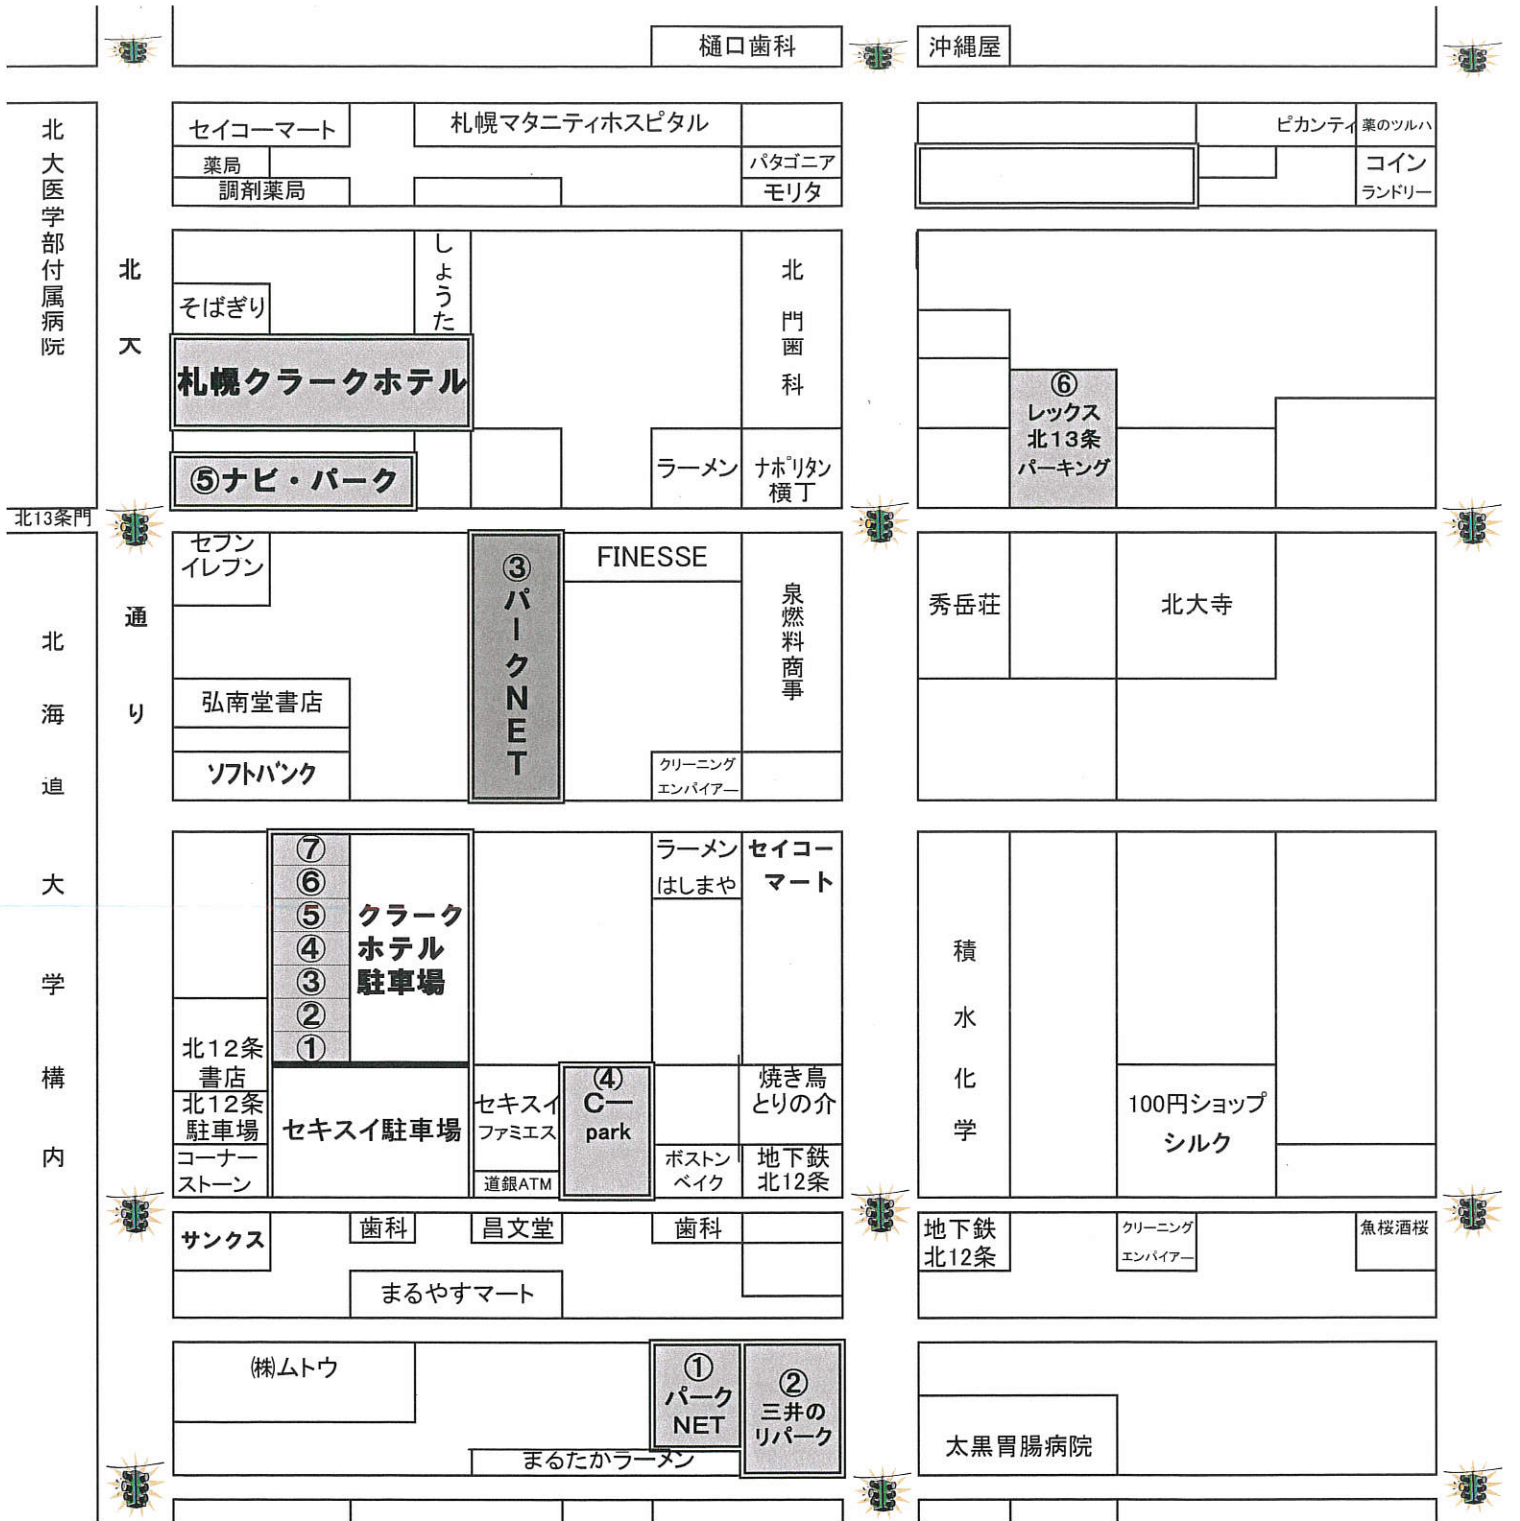 樋口歯科
沖縄屋
北大医学部付属病院
セイコーマート
札幌マタニティホスピタル
ピカンティ
薬のツルハ
薬局
パタゴニア
コイン
ランドリー
調剤薬局
モリタ
北大通り
しょうた
北門歯科
そばぎり
札幌クラークホテル
⑥
レックス
北13条
パーキング
⑤ナビ・パーク
ラーメン
ナポリタン
横丁
北13条門
セブン
イレブン
③パークNET
FINESSE
泉燃料商事
秀岳荘
北大寺
北海道大学構内
弘南堂書店
ソフトバンク
クリーニング
エンパイアー
⑦
⑥
⑤
④
③
②
①
クラーク
ホテル
駐車場
ラーメン
はしまや
セイコー
マート
積水化学
北12条
書店
北12条
駐車場
コーナー
ストーン
セキスイ駐車場
セキスイ
ファミエス
道銀ATM
④
C―
park
焼き鳥
とりの介
ボストン
ベイク
地下鉄
北12条
100円ショップ
シルク
サンクス
歯科
昌文堂
歯科
地下鉄
北12条
クリーニング
エンパイアー
魚桜酒桜
まるやすマート
㈱ムトウ
①
パーク
NET
②
三井の
リパーク
まるたかラーメン
太黒胃腸病院